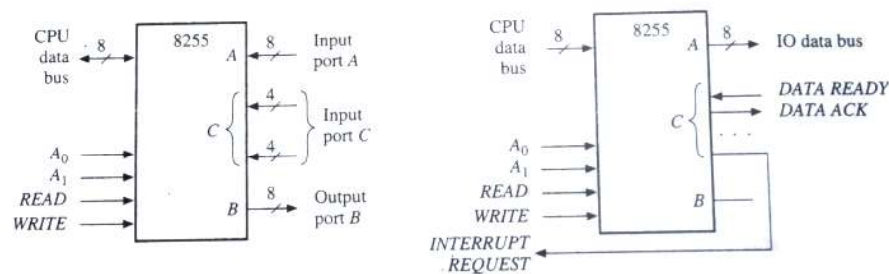 CPU
data
bus
8
8255
A
8
Input
port A
4
C
Input
port C
4
A0
A1
READ
WRITE
B
8
Output
port B
CPU
data
bus
8
8255
A
8
IO data bus
DATA READY
DATA ACK
C
. . .
A0
A1
READ
WRITE
B
INTERRUPT
REQUEST